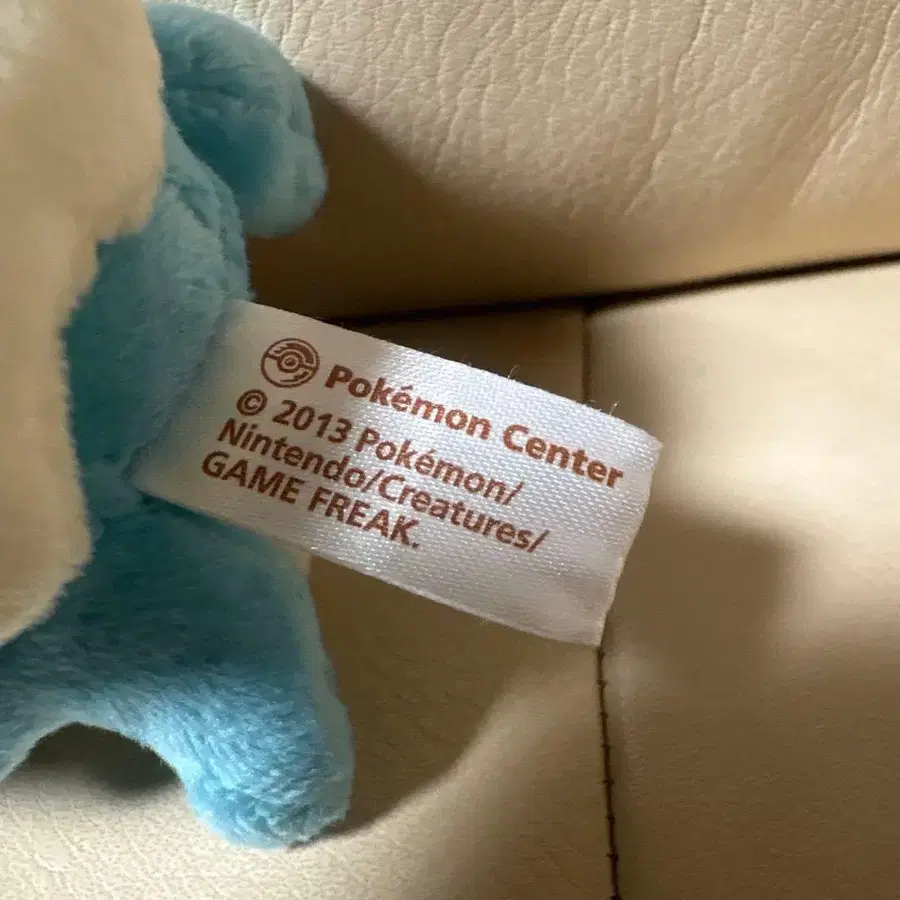 Pokémon Center
© 2013 Pokémon/
Nintendo/Creatures/
GAME FREAK.